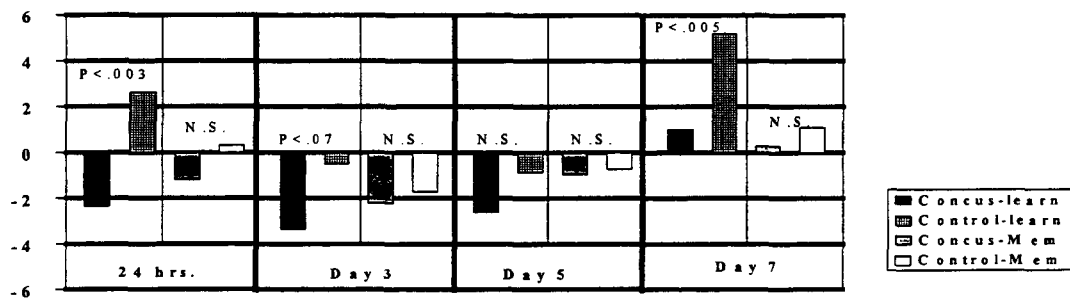 6
P<.005
P<.003
4
2
N.S.
N.S.
P<.07
N.S.
N.S.
N.S.
0
-2
-4
24 hrs.
Day 3
Day 5
Day 7
-6
Concus-learn
Control-learn
Concus-Mem
Control-Mem